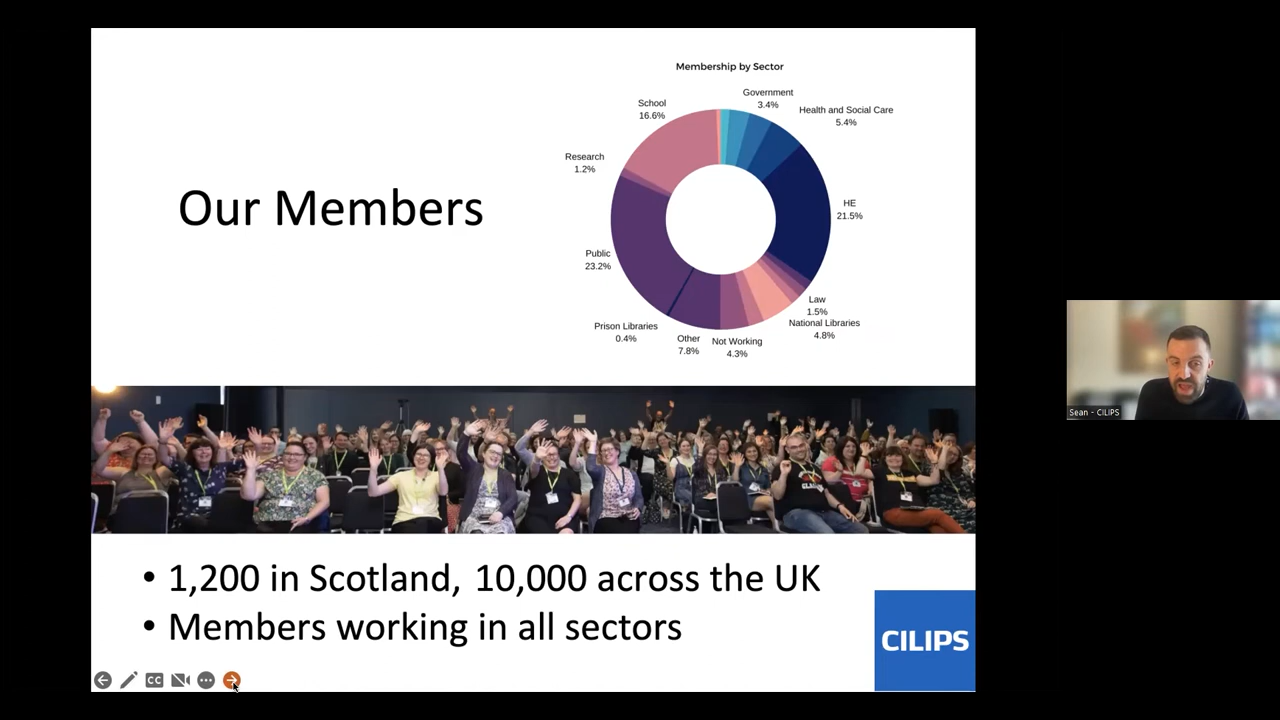 Membership by Sector
Government
3.4%
Health and Social Care
5.4%
School
16.6%
Research
1.2%
HE
21.5%
Our Members
Public
23.2%
Law
1.5%
National Libraries
4.8%
Prison Libraries
0.4%
Other
7.8%
Not Working
4.3%
Sean - CILIPS
• 1,200 in Scotland, 10,000 across the UK
• Members working in all sectors
CILIPS
CC